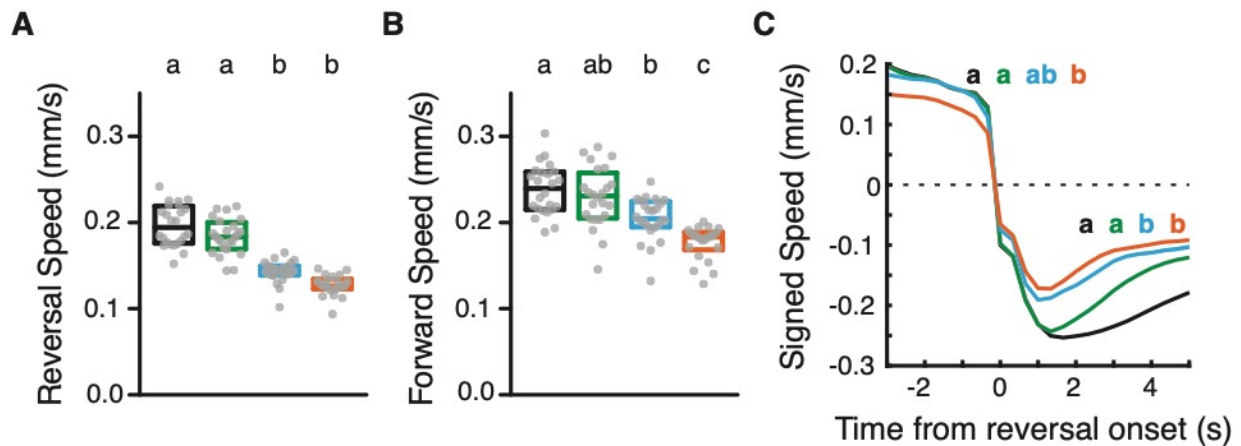 A
a a b b
Reversal Speed (mm/s)
0.3
0.2
0.1
0.0
B
a ab b c
Forward Speed (mm/s)
0.3
0.2
0.1
0.0
C
a a ab b
a a b b
Signed Speed (mm/s)
0.2
0.1
0
-0.1
-0.2
-0.3
-2 0 2 4
Time from reversal onset (s)